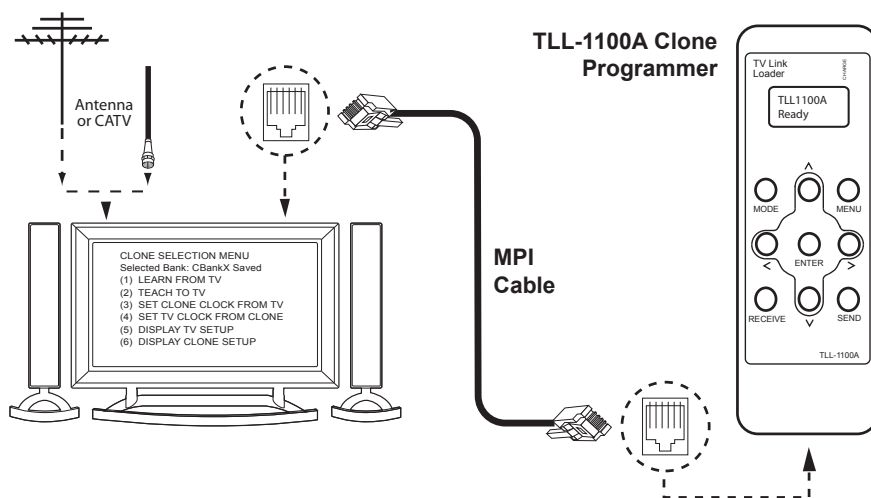 TLL-1100A Clone
Programmer
Antenna
or CATV
TV Link
Loader
CHARGE
TLL1100A
Ready
MODE
MENU
ENTER
RECEIVE
SEND
TLL-1100A
CLONE SELECTION MENU
Selected Bank: CBankX Saved
(1) LEARN FROM TV
(2) TEACH TO TV
(3) SET CLONE CLOCK FROM TV
(4) SET TV CLOCK FROM CLONE
(5) DISPLAY TV SETUP
(6) DISPLAY CLONE SETUP
MPI
Cable